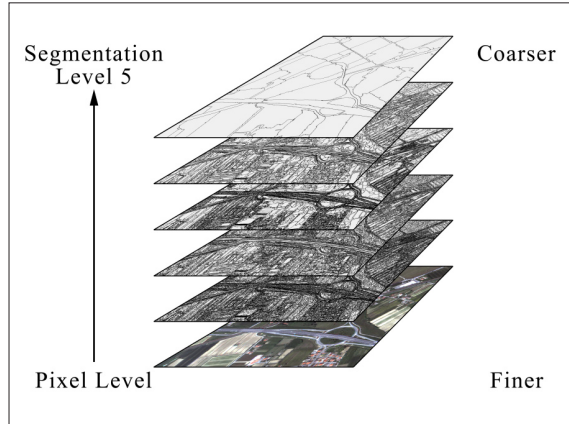 Segmentation
Level 5
Coarser
Pixel Level
Finer